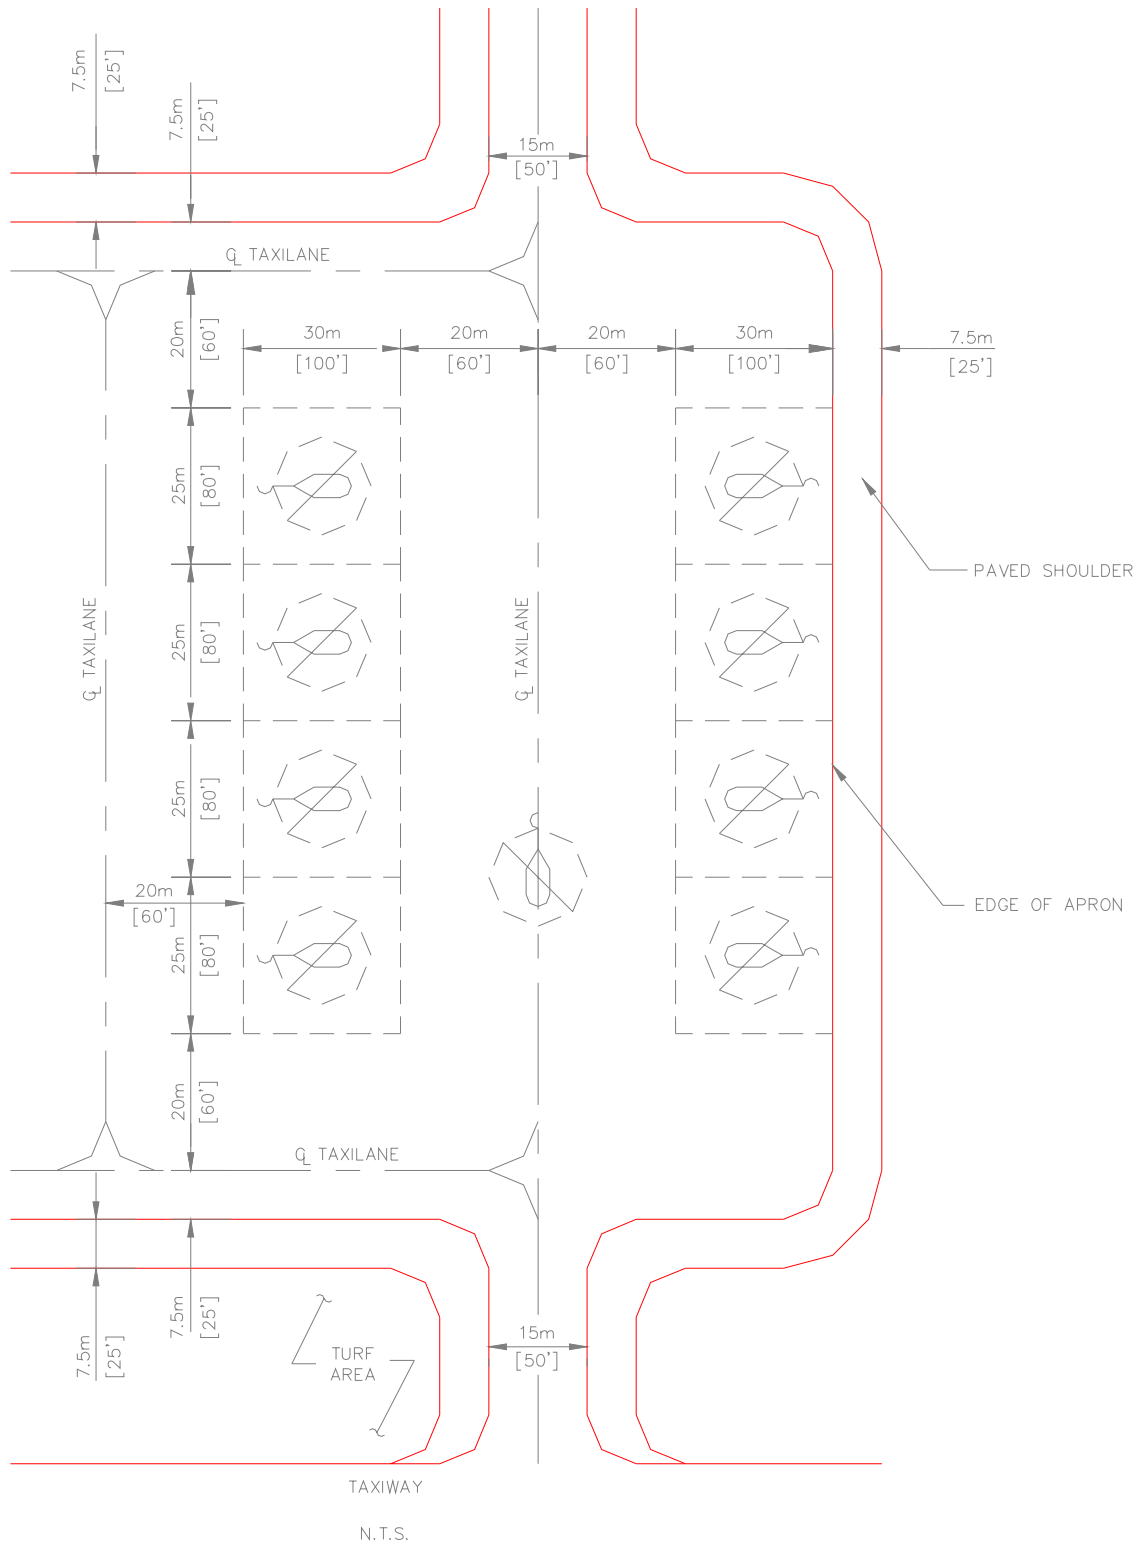 7.5m
[25']
7.5m
[25']
15m
[50']
℄ TAXILANE
20m
[60']
30m
[100']
20m
[60']
20m
[60']
30m
[100']
7.5m
[25']
25m
[80']
PAVED SHOULDER
℄ TAXILANE
25m
[80']
℄ TAXILANE
25m
[80']
20m
[60']
EDGE OF APRON
25m
[80']
20m
[60']
℄ TAXILANE
7.5m
[25']
7.5m
[25']
15m
[50']
TURF
AREA
TAXIWAY
N.T.S.